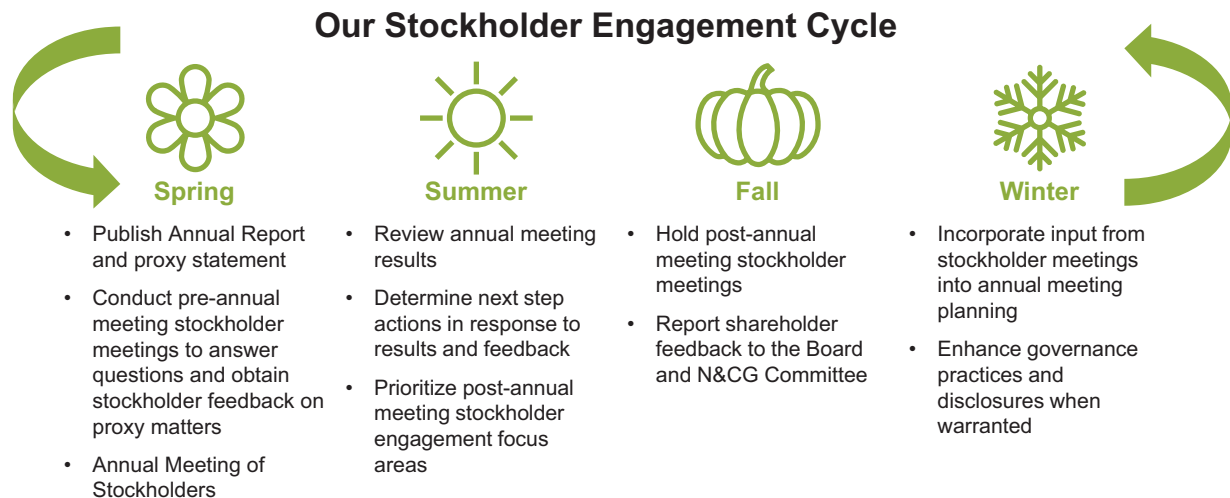 Our Stockholder Engagement Cycle
Spring
• Publish Annual Report
and proxy statement
• Conduct pre-annual
meeting stockholder
meetings to answer
questions and obtain
stockholder feedback on
proxy matters
• Annual Meeting of
Stockholders
Summer
• Review annual meeting
results
• Determine next step
actions in response to
results and feedback
• Prioritize post-annual
meeting stockholder
engagement focus
areas
Fall
• Hold post-annual
meeting stockholder
meetings
• Report shareholder
feedback to the Board
and N&CG Committee
Winter
• Incorporate input from
stockholder meetings
into annual meeting
planning
• Enhance governance
practices and
disclosures when
warranted